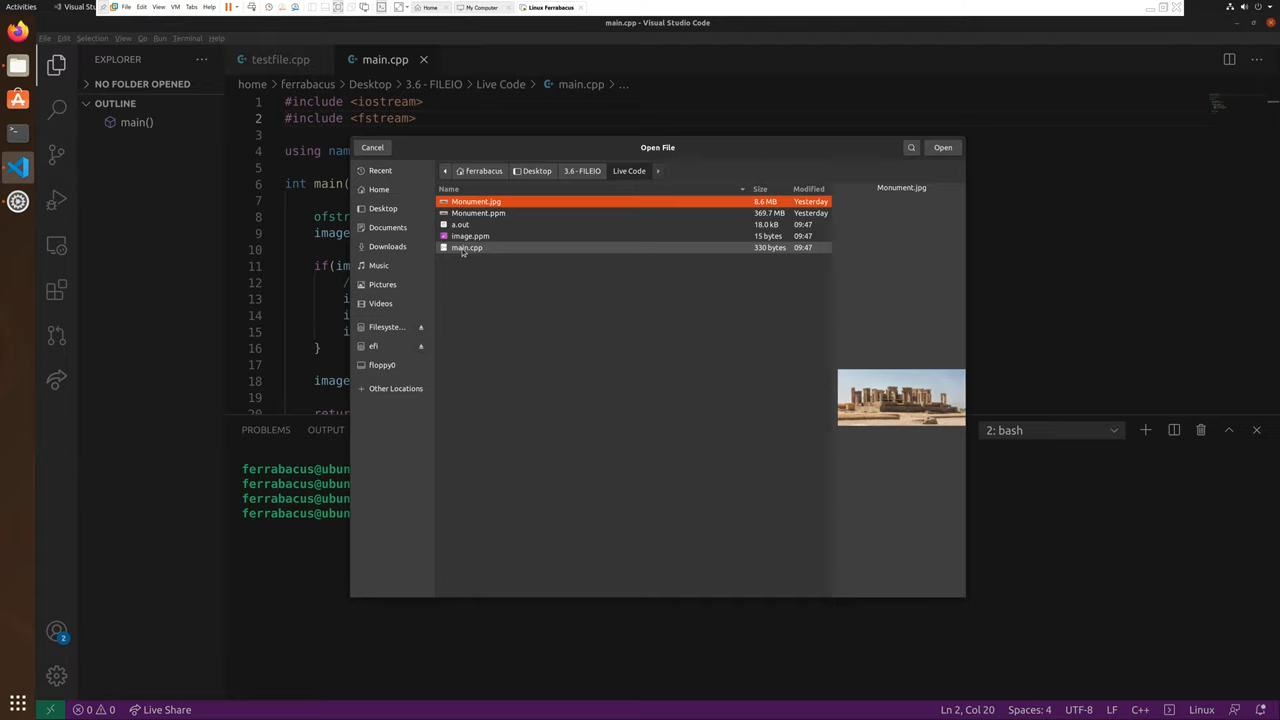 Activities
Visual Stu
File Edit View VM Tabs Help
Home
My Computer
Linux Ferrabacus
main.cpp - Visual Studio Code
File Edit Selection View Go Run Terminal Help
EXPLORER
NO FOLDER OPENED
OUTLINE
main()
testfile.cpp
main.cpp
home > ferrabacus > Desktop > 3.6 - FILEIO > Live Code > main.cpp > ...
1 #include <iostream>
2 #include <fstream>
3
4 using nam
5
6 int main(
7
8 ofstr
9 image
10
11 if(im
12 /
13 i
14 i
15 i
16 }
17
18 image
19
20 retur
Cancel
Open File
Open
Recent
Home
Desktop
Documents
Downloads
Music
Pictures
Videos
Filesyste...
efi
floppy0
+ Other Locations
ferrabacus Desktop 3.6 - FILEIO Live Code
Name Size Modified
Monument.jpg 8.6 MB Yesterday
Monument.ppm 369.7 MB Yesterday
a.out 18.0 kB 09:47
image.ppm 15 bytes 09:47
main.cpp 330 bytes 09:47
Monument.jpg
PROBLEMS OUTPUT
2: bash
ferrabacus@ubun
ferrabacus@ubun
ferrabacus@ubun
ferrabacus@ubun
2
0 0 Live Share
Ln 2, Col 20 Spaces: 4 UTF-8 LF C++ Linux